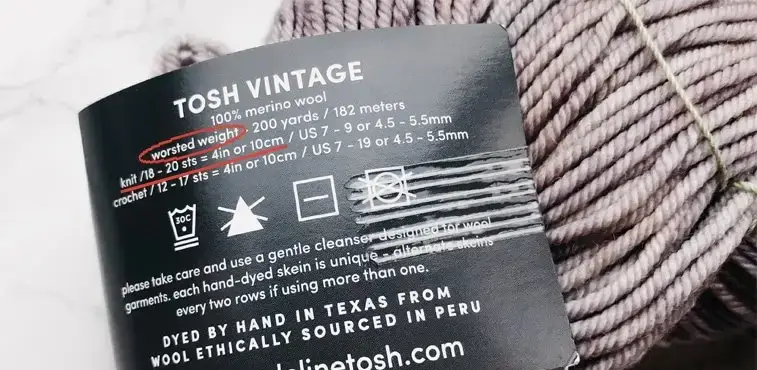 TOSH VINTAGE
100% merino wool
worsted weight 200 yards / 182 meters
knit /18 - 20 sts = 4in or 10cm / US 7 - 9 or 4.5 - 5.5mm
crochet / 12 - 17 sts = 4in or 10cm / US 7 - 19 or 4.5 - 5.5mm
30C
please take care and use a gentle cleanser designed for wool
garments. each hand-dyed skein is unique - alternate skeins
every two rows if using more than one.
DYED BY HAND IN TEXAS FROM
WOOL ETHICALLY SOURCED IN PERU
linetosh.com